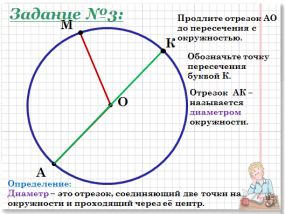 Задание №3:
Продлите отрезок АО
до пересечения с
окружностью.
М
К
Обозначьте точку
пересечения
буквой К.
О
Отрезок АК –
называется
диаметром
окружности.
А
Определение:
Диаметр – это отрезок, соединяющий две точки на
окружности и проходящий через её центр.